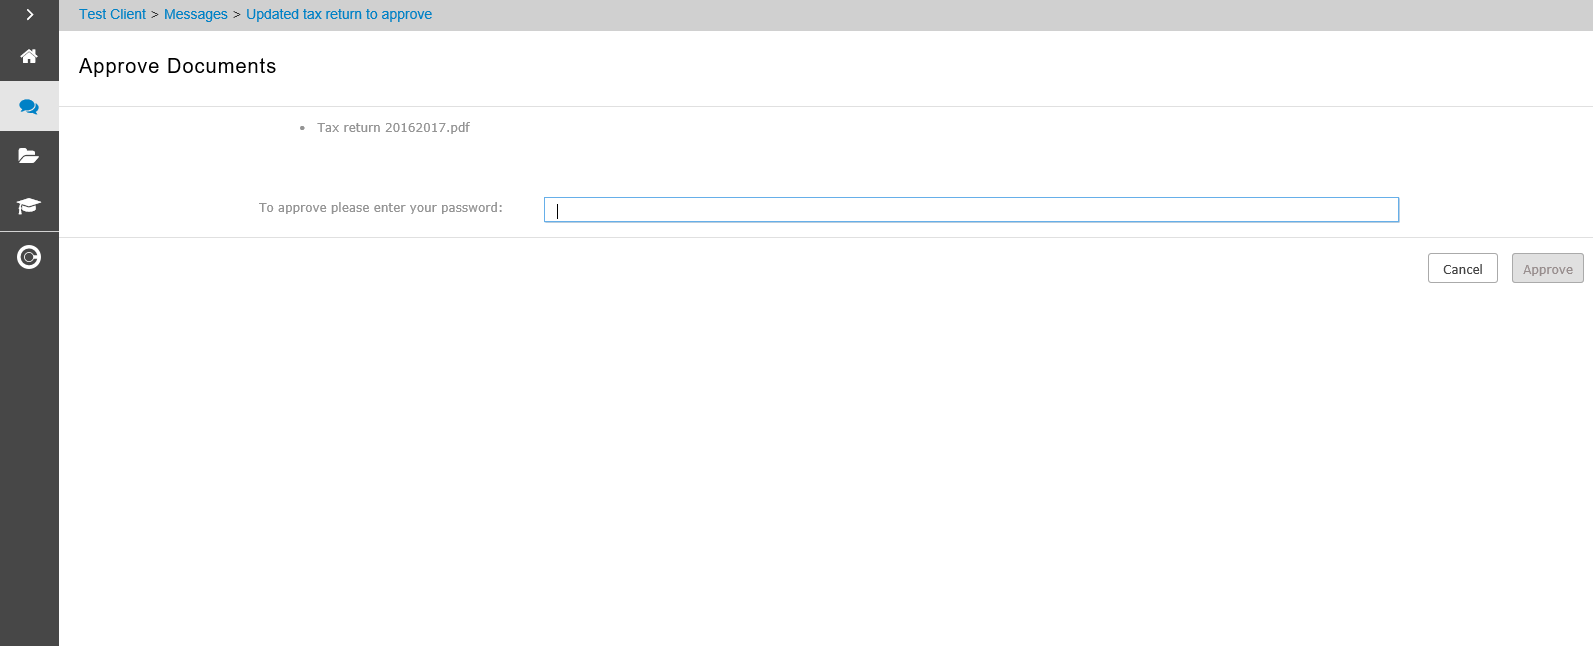 Test Client > Messages > Updated tax return to approve
Approve Documents
• Tax return 20162017.pdf
To approve please enter your password:
Cancel Approve